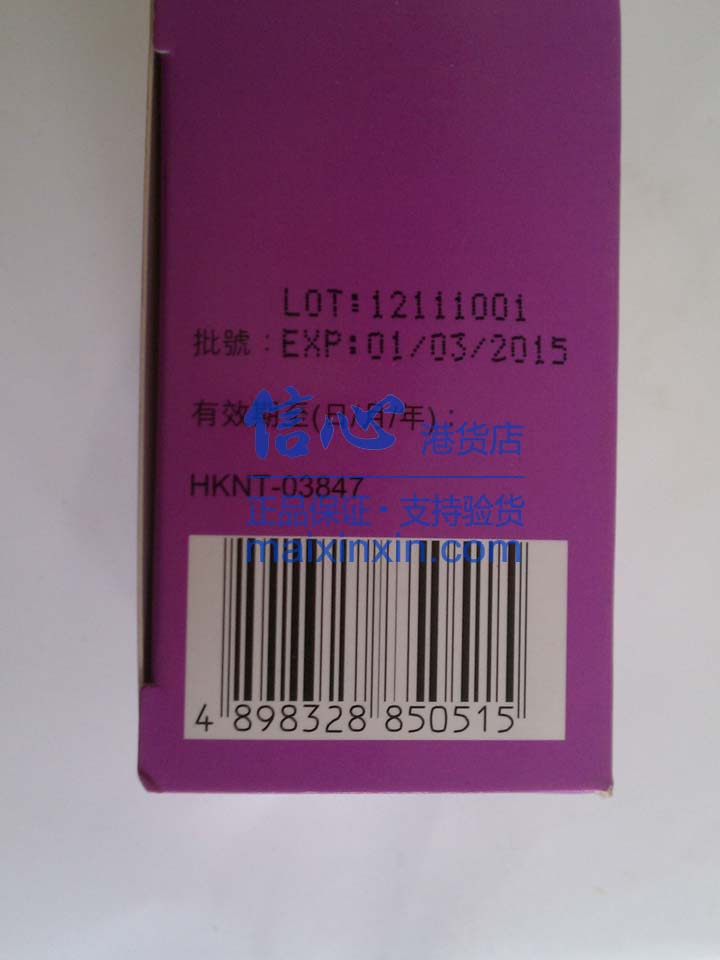 LOT:12111001
批號：EXP:01/03/2015
有效期至(日/月/年)：
信心 港货店
HKNT-03847
正品保证·支持验货
maixinxin.com
4 898328 850515